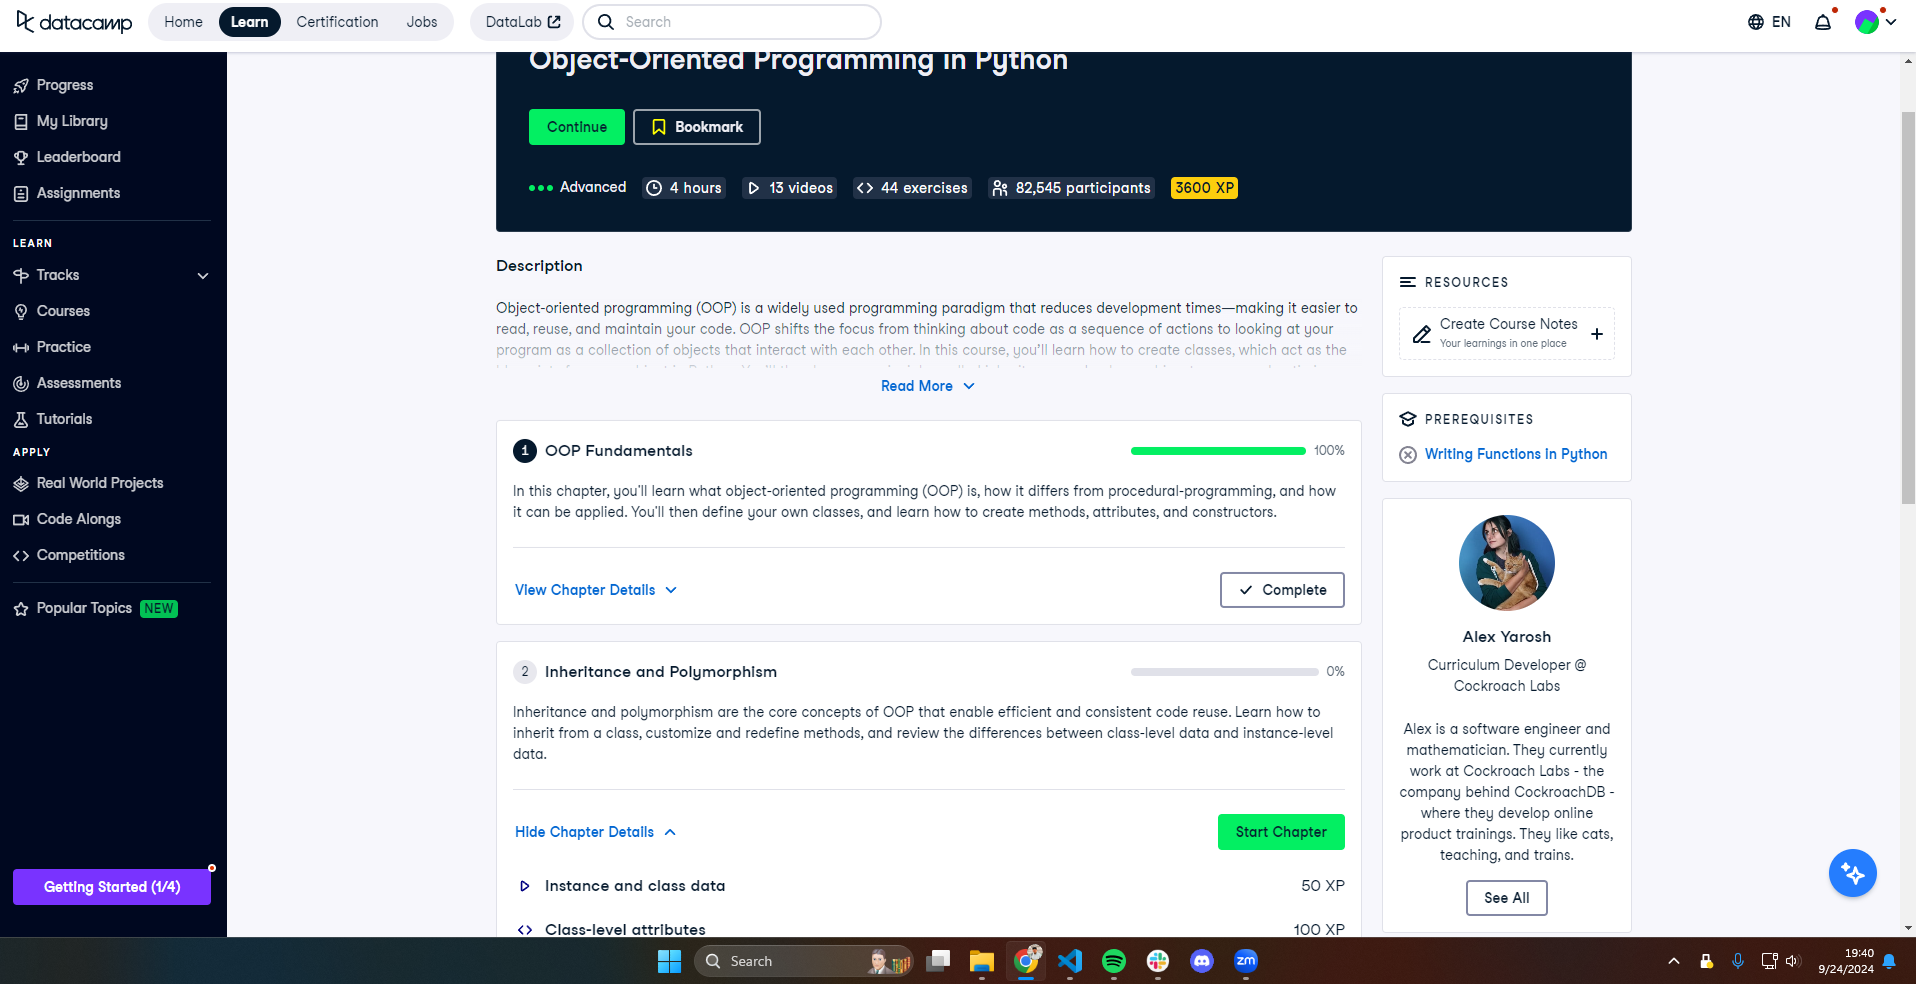 datacamp
Home
Learn
Certification
Jobs
DataLab
Search
EN
Progress
My Library
Leaderboard
Assignments
LEARN
Tracks
Courses
Practice
Assessments
Tutorials
APPLY
Real World Projects
Code Alongs
Competitions
Popular Topics NEW
Getting Started (1/4)
Object-Oriented Programming in Python
Continue
Bookmark
Advanced
4 hours
13 videos
44 exercises
82,545 participants
3600 XP
Description
Object-oriented programming (OOP) is a widely used programming paradigm that reduces development times—making it easier to
read, reuse, and maintain your code. OOP shifts the focus from thinking about code as a sequence of actions to looking at your
program as a collection of objects that interact with each other. In this course, you'll learn how to create classes, which act as the
Read More
1 OOP Fundamentals
100%
In this chapter, you'll learn what object-oriented programming (OOP) is, how it differs from procedural-programming, and how
it can be applied. You'll then define your own classes, and learn how to create methods, attributes, and constructors.
View Chapter Details
Complete
2 Inheritance and Polymorphism
0%
Inheritance and polymorphism are the core concepts of OOP that enable efficient and consistent code reuse. Learn how to
inherit from a class, customize and redefine methods, and review the differences between class-level data and instance-level
data.
Hide Chapter Details
Start Chapter
Instance and class data
50 XP
Class-level attributes
100 XP
RESOURCES
Create Course Notes
Your learnings in one place
PREREQUISITES
Writing Functions in Python
Alex Yarosh
Curriculum Developer @
Cockroach Labs
Alex is a software engineer and
mathematician. They currently
work at Cockroach Labs - the
company behind CockroachDB -
where they develop online
product trainings. They like cats,
teaching, and trains.
See All
Search
zm
19:40
9/24/2024